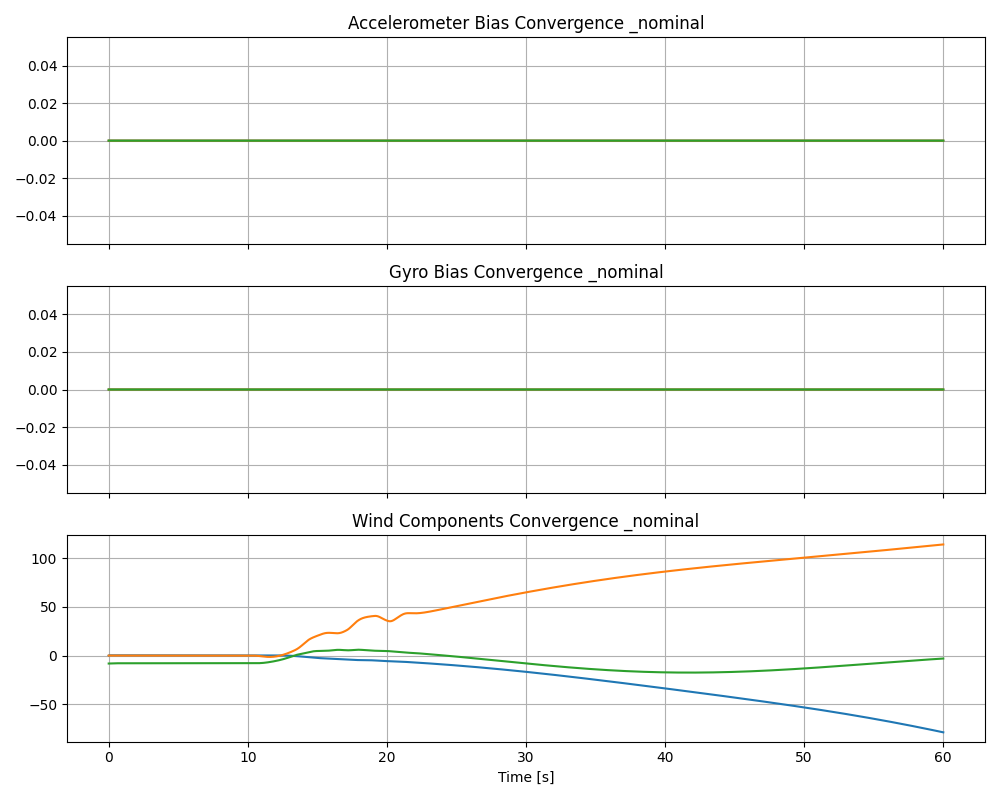 Accelerometer Bias Convergence _nominal
0.04
0.02
0.00
−0.02
−0.04
Gyro Bias Convergence _nominal
0.04
0.02
0.00
−0.02
−0.04
Wind Components Convergence _nominal
100
50
0
−50
0 10 20 30 40 50 60
Time [s]